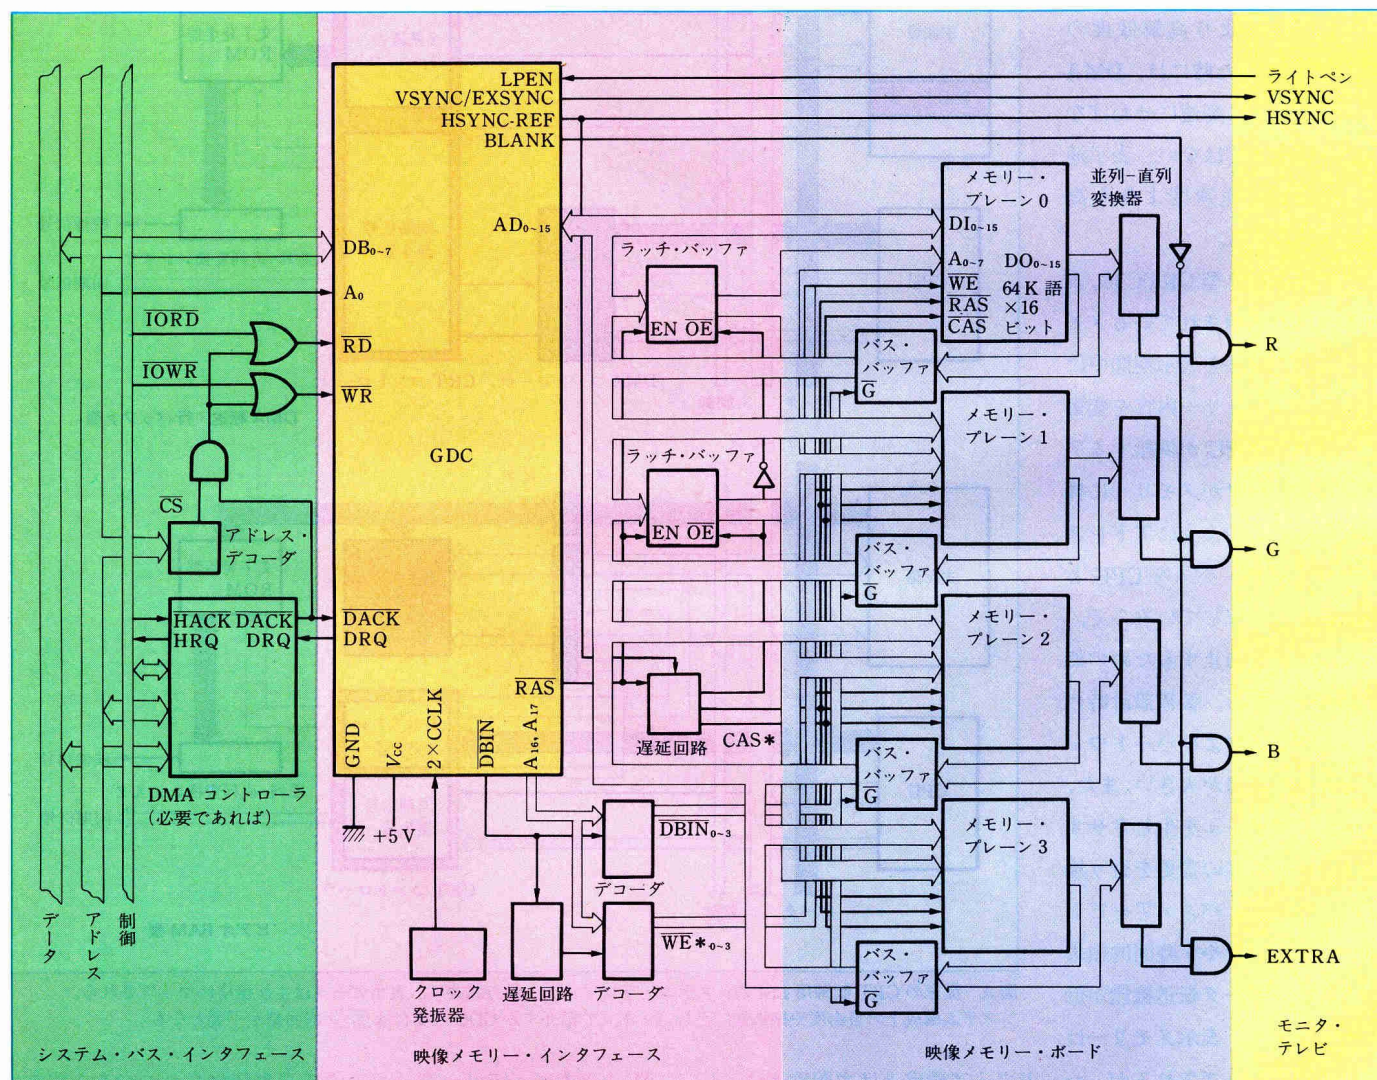 LPEN
VSYNC/EXSYNC
HSYNC-REF
BLANK
ライトペン
VSYNC
HSYNC
AD0~15
DB0~7
A0
IORD
RD
IOWR
WR
GDC
CS
アドレス・
デコーダ
HACK DACK
HRQ DRQ
DACK
DRQ
DMA コントローラ
(必要であれば)
RAS
GND
Vcc
2×CCLK
DBIN
A16, A17
+5V
データ
アドレス
制御
クロック
発振器
遅延回路
デコーダ
DBIN0~3
デコーダ
WE*0~3
ラッチ・バッファ
EN OE
ラッチ・バッファ
EN OE
遅延回路
CAS*
メモリー・
プレーン0
DI0~15
A0~7 DO0~15
WE 64K 語
RAS ×16
CAS ビット
並列-直列
変換器
バス・
バッファ
G
メモリー・
プレーン1
バス・
バッファ
G
メモリー・
プレーン2
バス・
バッファ
G
メモリー・
プレーン3
バス・
バッファ
G
R
G
B
EXTRA
システム・バス・インタフェース
映像メモリー・インタフェース
映像メモリー・ボード
モニタ・
テレビ